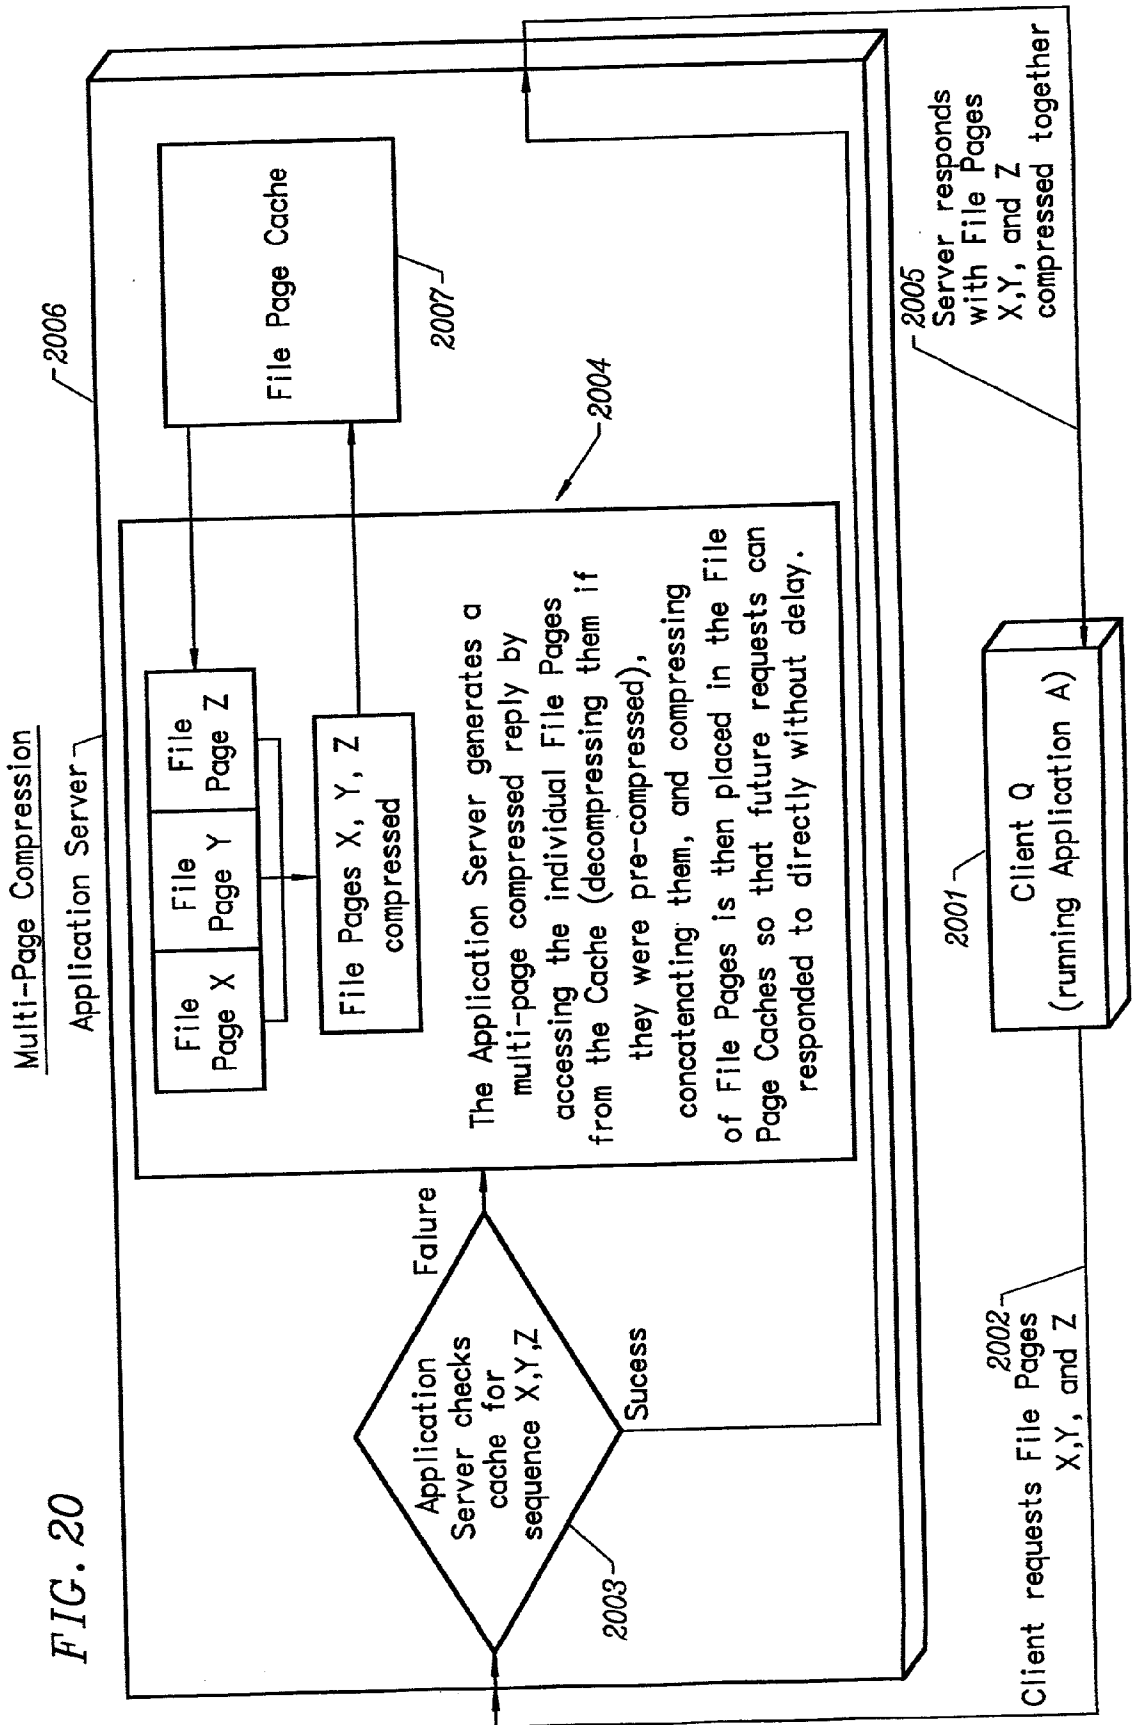 FIG. 20
Multi-Page Compression
Application Server
2006
File
Page X
File
Page Y
File
Page Z
File Pages X, Y, Z
compressed
File Page Cache
2007
The Application Server generates a
multi-page compressed reply by
accessing the individual File Pages
from the Cache (decompressing them if
they were pre-compressed),
concatenating them, and compressing
of File Pages is then placed in the File
Page Caches so that future requests can
responded to directly without delay.
2004
Application
Server checks
cache for
sequence X,Y,Z
Falure
Sucess
2003
2002
Client requests File Pages
X,Y, and Z
2001
Client Q
(running Application A)
2005
Server responds
with File Pages
X,Y, and Z
compressed together